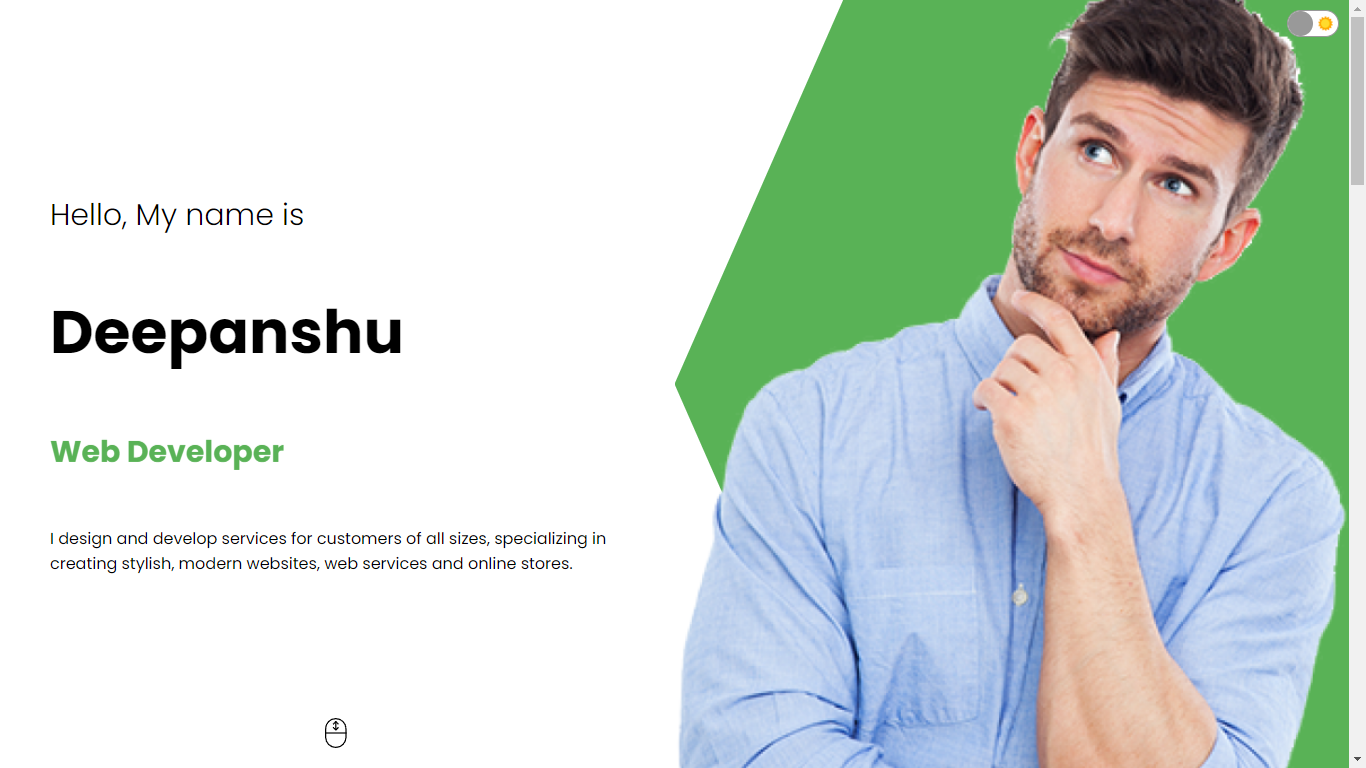 Hello, My name is
Deepanshu
Web Developer
I design and develop services for customers of all sizes, specializing in
creating stylish, modern websites, web services and online stores.